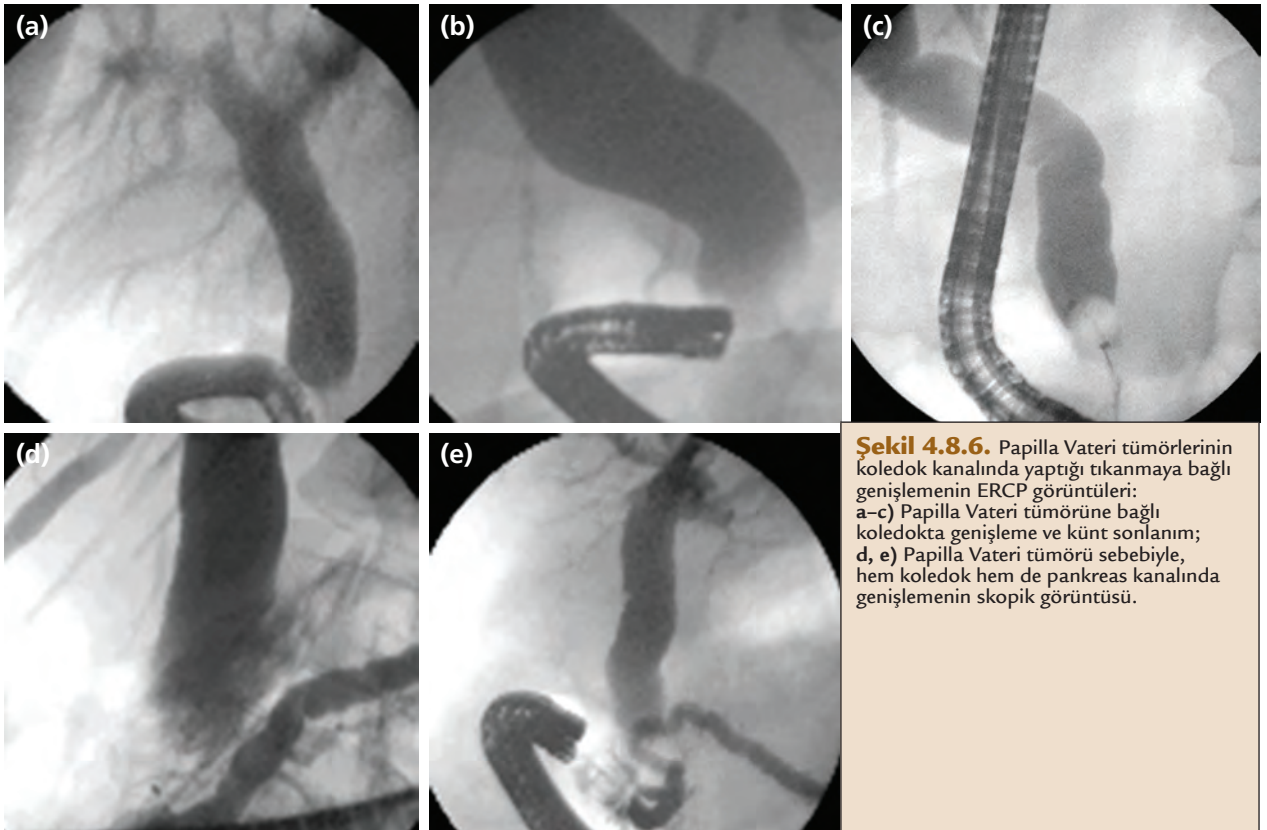 (a)
(b)
(c)
(d)
(e)
Şekil 4.8.6. Papilla Vateri tümörlerinin
koledok kanalında yaptığı tıkanmaya bağlı
genişlemenin ERCP görüntüleri:
a–c) Papilla Vateri tümörüne bağlı
koledokta genişleme ve künt sonlanım;
d, e) Papilla Vateri tümörü sebebiyle,
hem koledok hem de pankreas kanalında
genişlemenin skopik görüntüsü.